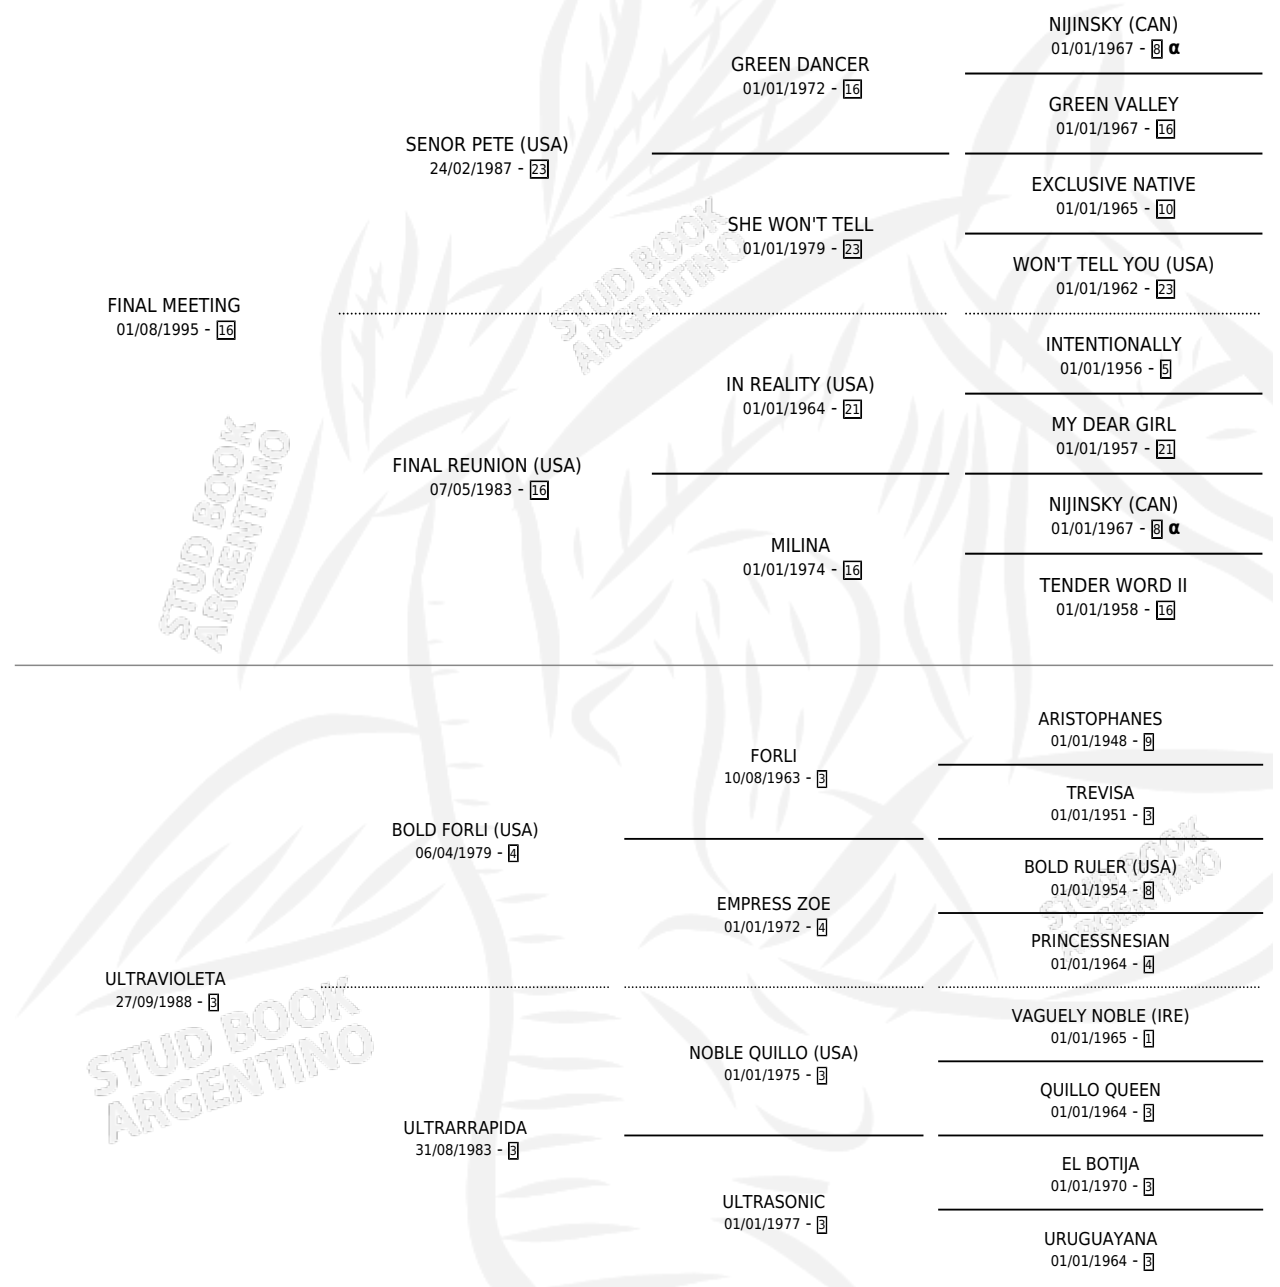 NIJINSKY (CAN)
01/01/1967 - 8 α
GREEN DANCER
01/01/1972 - 16
GREEN VALLEY
01/01/1967 - 16
SENOR PETE (USA)
24/02/1987 - 23
EXCLUSIVE NATIVE
01/01/1965 - 10
SHE WON'T TELL
01/01/1979 - 23
WON'T TELL YOU (USA)
01/01/1962 - 23
FINAL MEETING
01/08/1995 - 16
INTENTIONALLY
01/01/1956 - 5
IN REALITY (USA)
01/01/1964 - 21
MY DEAR GIRL
01/01/1957 - 21
FINAL REUNION (USA)
07/05/1983 - 16
NIJINSKY (CAN)
01/01/1967 - 8 α
MILINA
01/01/1974 - 16
TENDER WORD II
01/01/1958 - 16
ARISTOPHANES
01/01/1948 - 9
FORLI
10/08/1963 - 3
TREVISA
01/01/1951 - 3
BOLD FORLI (USA)
06/04/1979 - 4
BOLD RULER (USA)
01/01/1954 - 8
EMPRESS ZOE
01/01/1972 - 4
PRINCESSNESIAN
01/01/1964 - 4
ULTRAVIOLETA
27/09/1988 - 3
VAGUELY NOBLE (IRE)
01/01/1965 - 1
NOBLE QUILLO (USA)
01/01/1975 - 3
QUILLO QUEEN
01/01/1964 - 3
ULTRARRAPIDA
31/08/1983 - 3
EL BOTIJA
01/01/1970 - 3
ULTRASONIC
01/01/1977 - 3
URUGUAYANA
01/01/1964 - 3
STUD BOOK
ARGENTINO
STUD BOOK
ARGENTINO
STUD BOOK
ARGENTINO
STUD BOOK
ARGENTINO